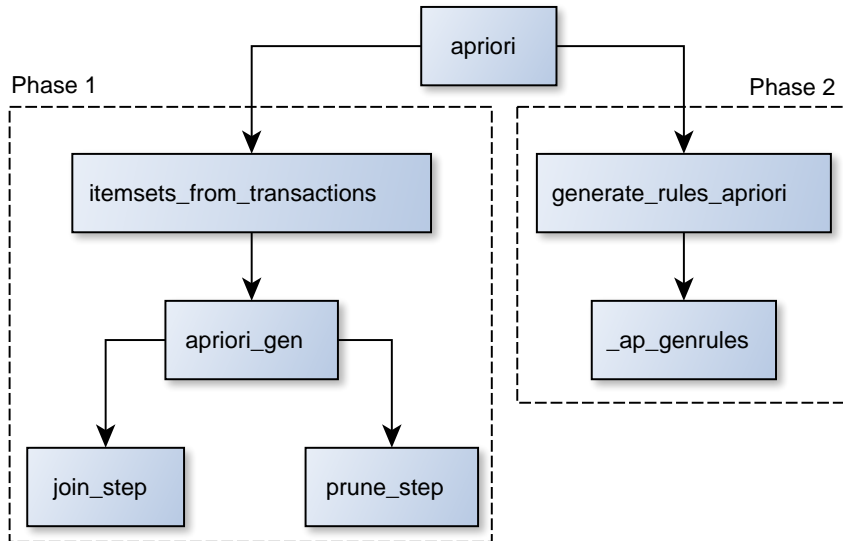 apriori
Phase 1
Phase 2
itemsets_from_transactions
generate_rules_apriori
apriori_gen
_ap_genrules
join_step
prune_step